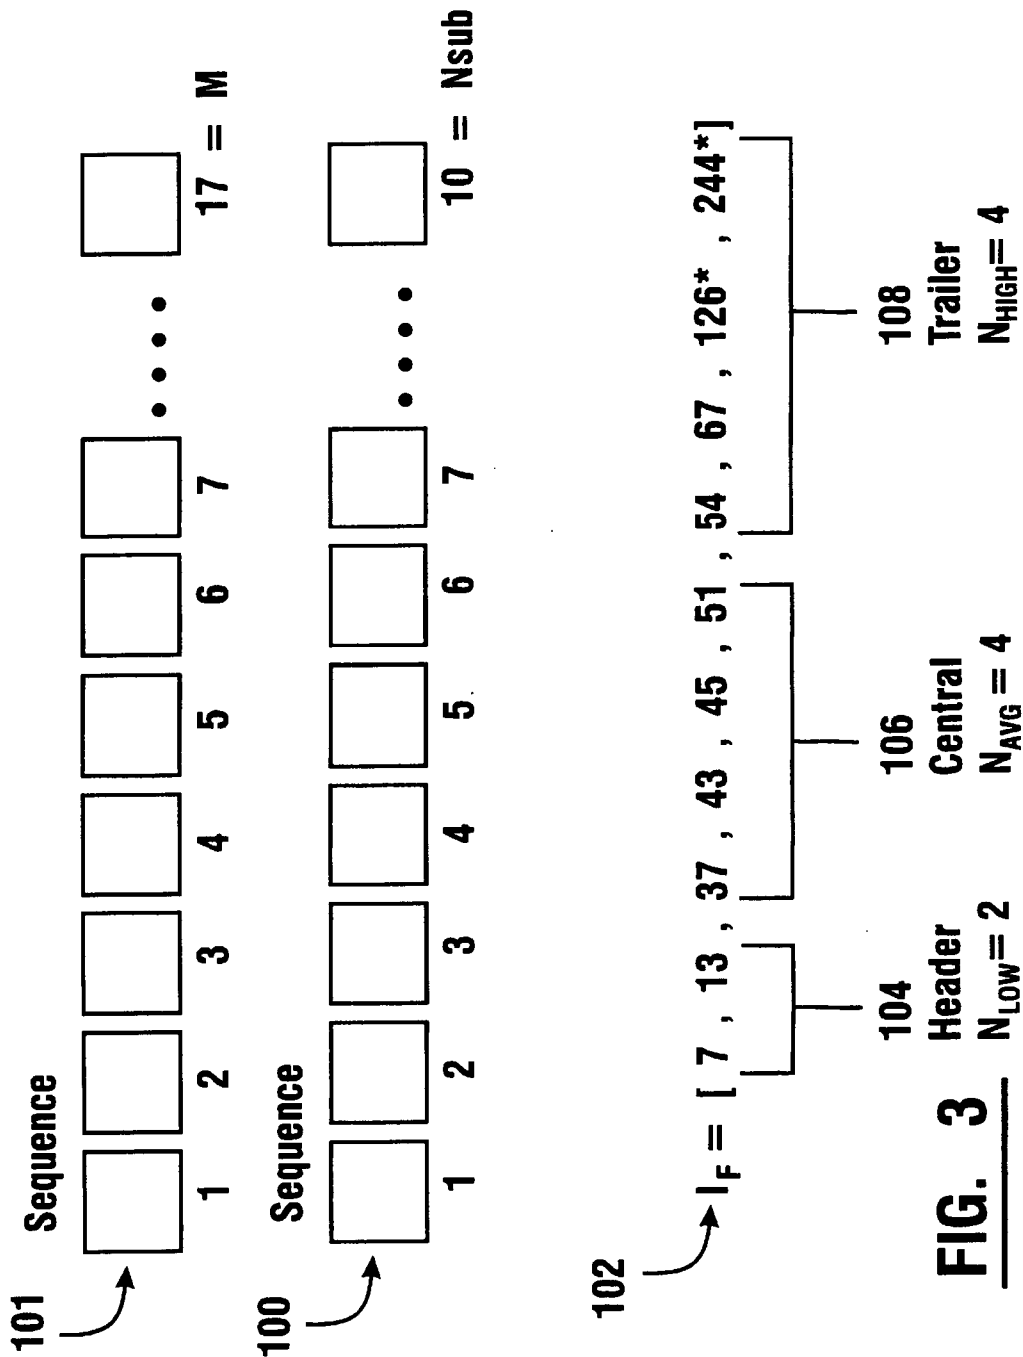 Sequence
101
1 2 3 4 5 6 7 17 = M
Sequence
100
1 2 3 4 5 6 7 10 = Nsub
102
I_F = [ 7 , 13 , 37 , 43 , 45 , 51 , 54 , 67 , 126* , 244* ]
104 106 108
Header Central Trailer
N_LOW = 2 N_AVG = 4 N_HIGH = 4
FIG. 3